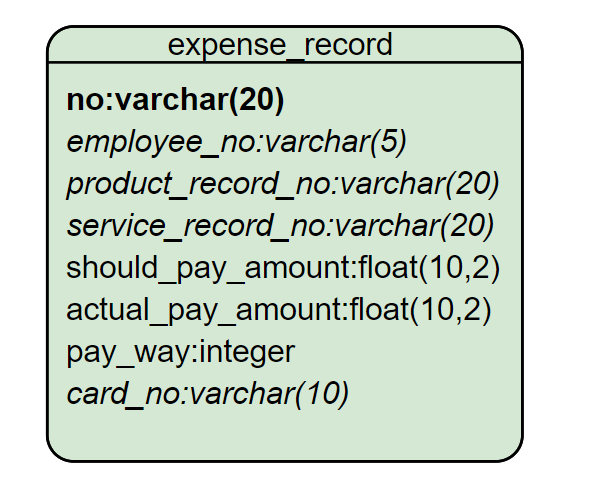 expense_record
no:varchar(20)
employee_no:varchar(5)
product_record_no:varchar(20)
service_record_no:varchar(20)
should_pay_amount:float(10,2)
actual_pay_amount:float(10,2)
pay_way:integer
card_no:varchar(10)